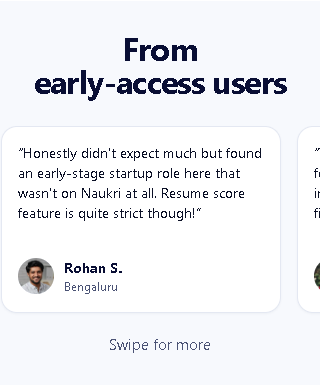 From
early-access users
"Honestly didn't expect much but found
an early-stage startup role here that
wasn't on Naukri at all. Resume score
feature is quite strict though!"
Rohan S.
Bengaluru
Swipe for more